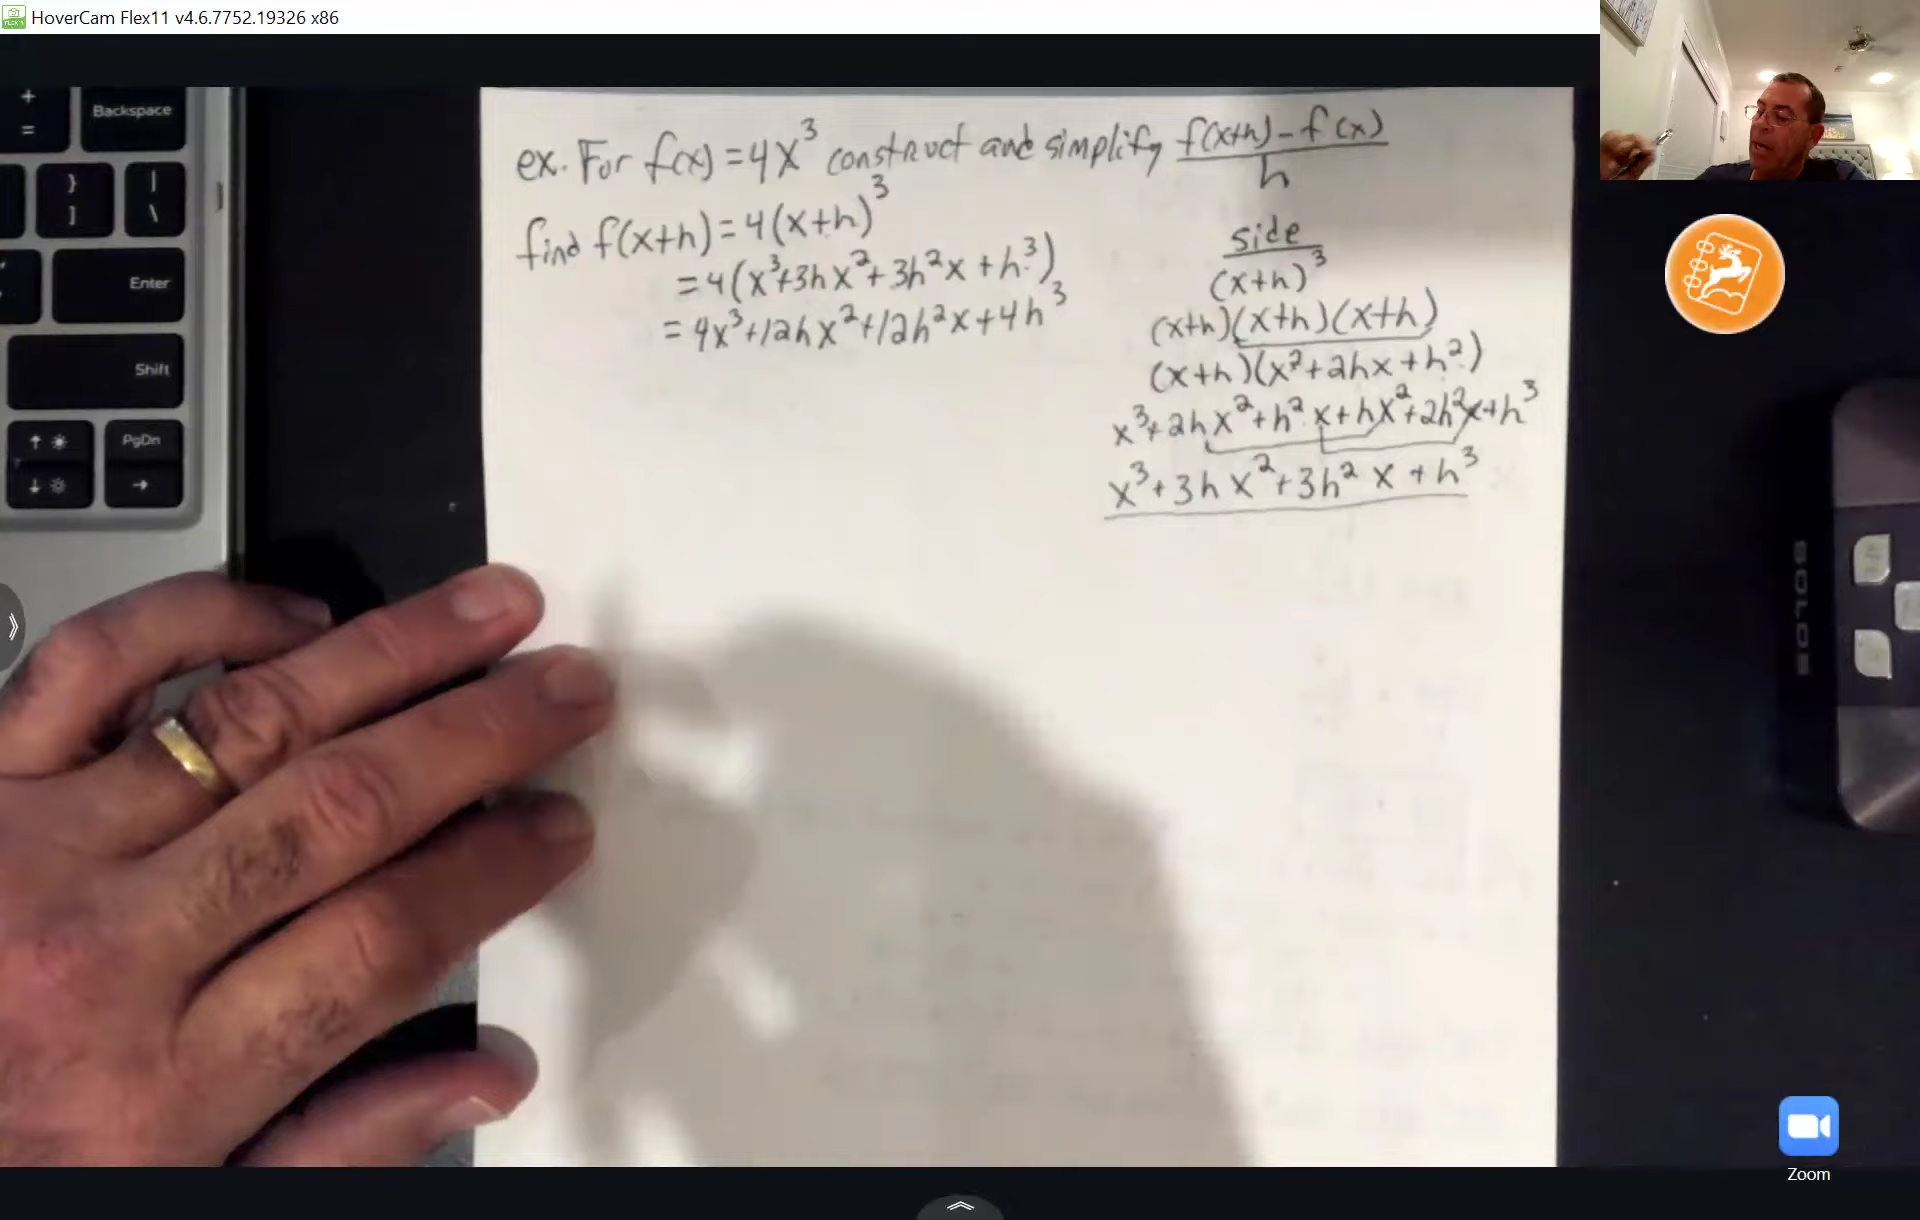 HoverCam Flex11 v4.6.7752.19326 x86
+
=
Backspace
}
]
|
\
Enter
Shift
PgDn
ex. For f(x) = 4x³ construct and simplify (f(x+h) - f(x))/h
find f(x+h) = 4(x+h)³
= 4(x³+3hx²+3h²x+h³)
= 4x³+12hx²+12h²x+4h³
side
(x+h)³
(x+h)(x+h)(x+h)
(x+h)(x²+2hx+h²)
x³+2hx²+h²x+hx²+2h²x+h³
x³+3hx²+3h²x+h³
Zoom